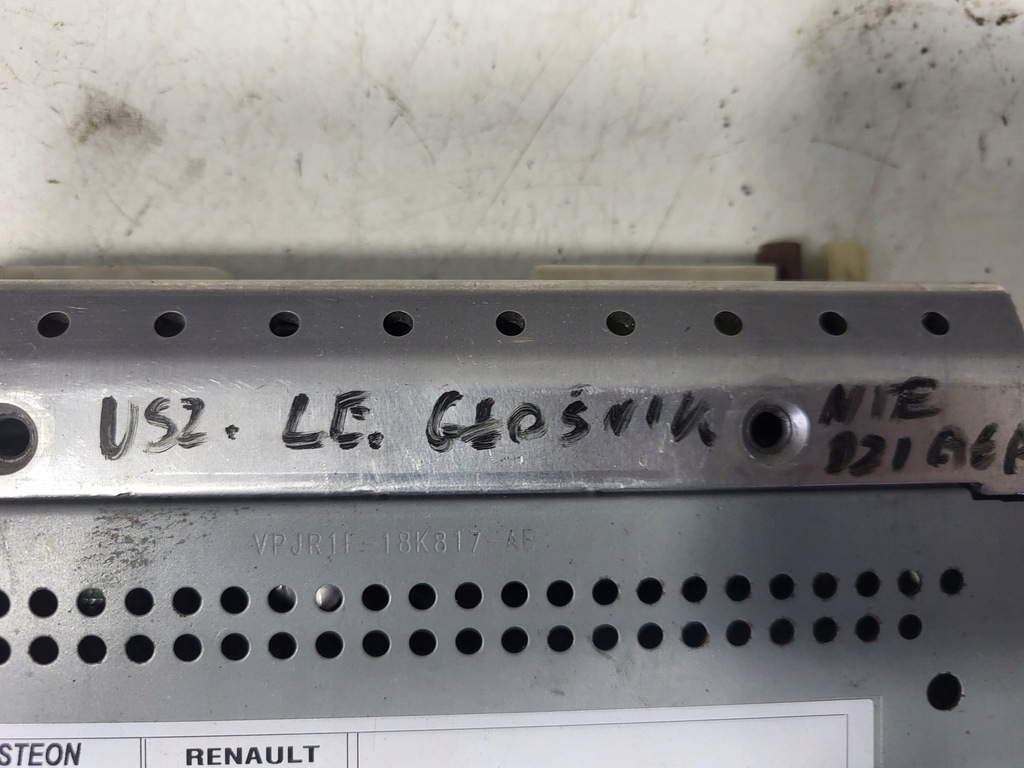 USZ. LE. GŁOŚNIK
NIE
DZIAŁA
VPJR1F-18K817-AB
STEON
RENAULT